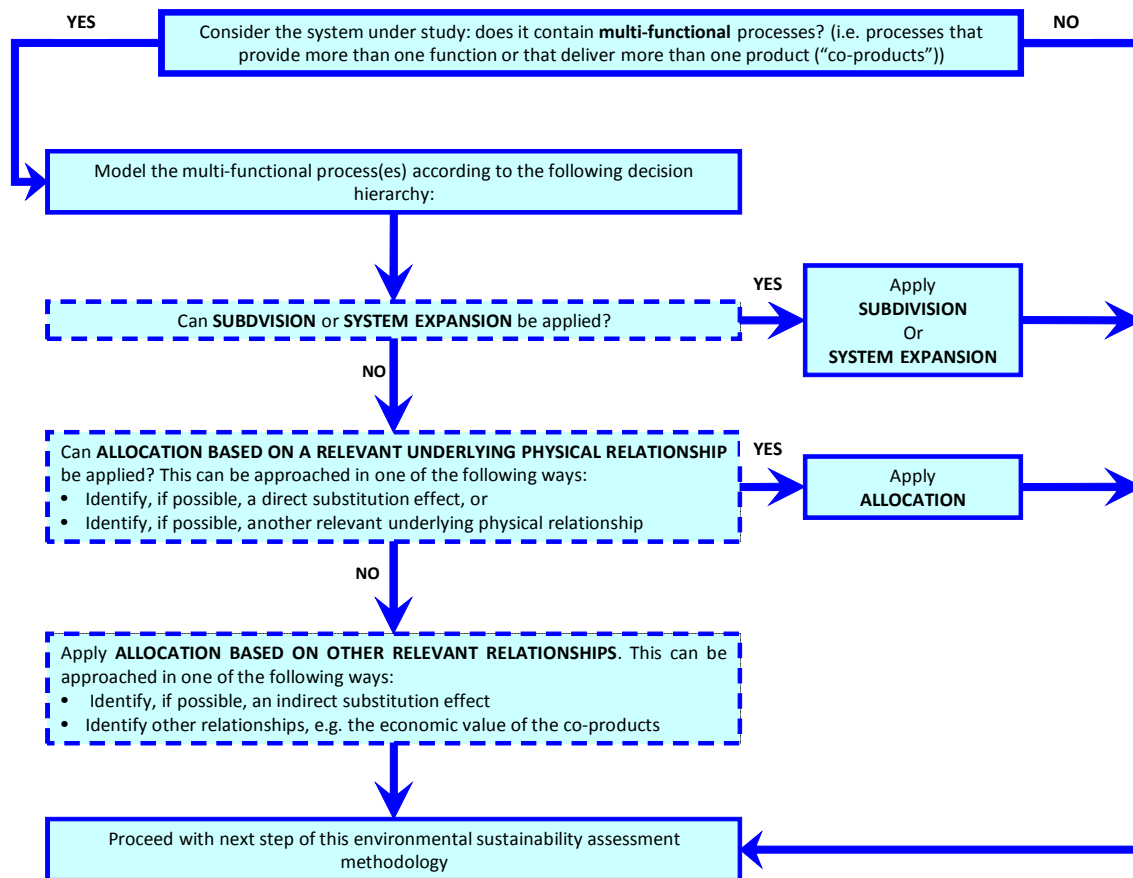 YES
NO
Consider the system under study: does it contain multi-functional processes? (i.e. processes that
provide more than one function or that deliver more than one product (“co-products”))
Model the multi-functional process(es) according to the following decision
hierarchy:
Can SUBDVISION or SYSTEM EXPANSION be applied?
YES
Apply
SUBDIVISION
Or
SYSTEM EXPANSION
NO
Can ALLOCATION BASED ON A RELEVANT UNDERLYING PHYSICAL RELATIONSHIP
be applied? This can be approached in one of the following ways:
• Identify, if possible, a direct substitution effect, or
• Identify, if possible, another relevant underlying physical relationship
YES
Apply
ALLOCATION
NO
Apply ALLOCATION BASED ON OTHER RELEVANT RELATIONSHIPS. This can be
approached in one of the following ways:
• Identify, if possible, an indirect substitution effect
• Identify other relationships, e.g. the economic value of the co-products
Proceed with next step of this environmental sustainability assessment
methodology